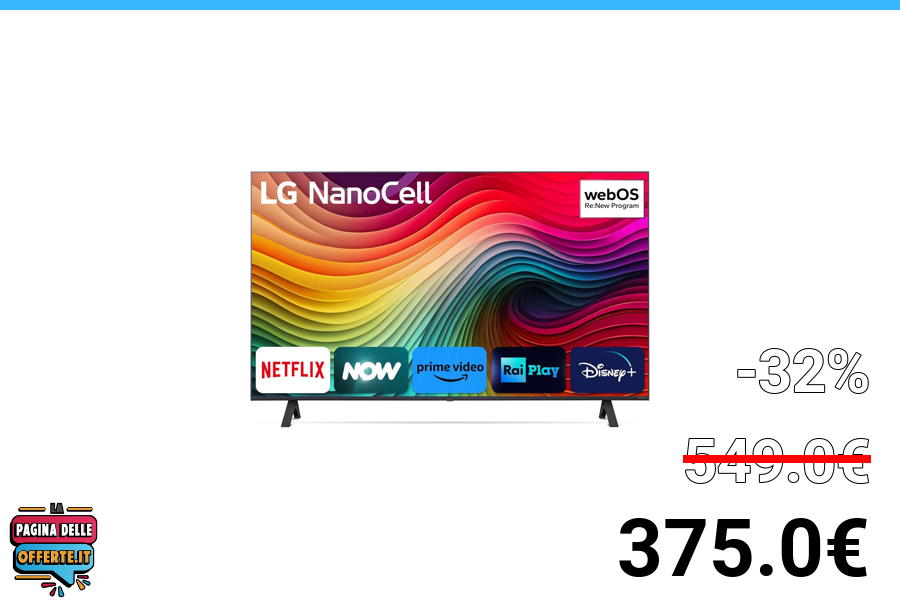 LG NanoCell
webOS
Re:New Program
NETFLIX
NOW
prime video
Rai Play
Disney+
-32%
549.0€
375.0€
LA
PAGINA DELLE
OFFERTE.IT